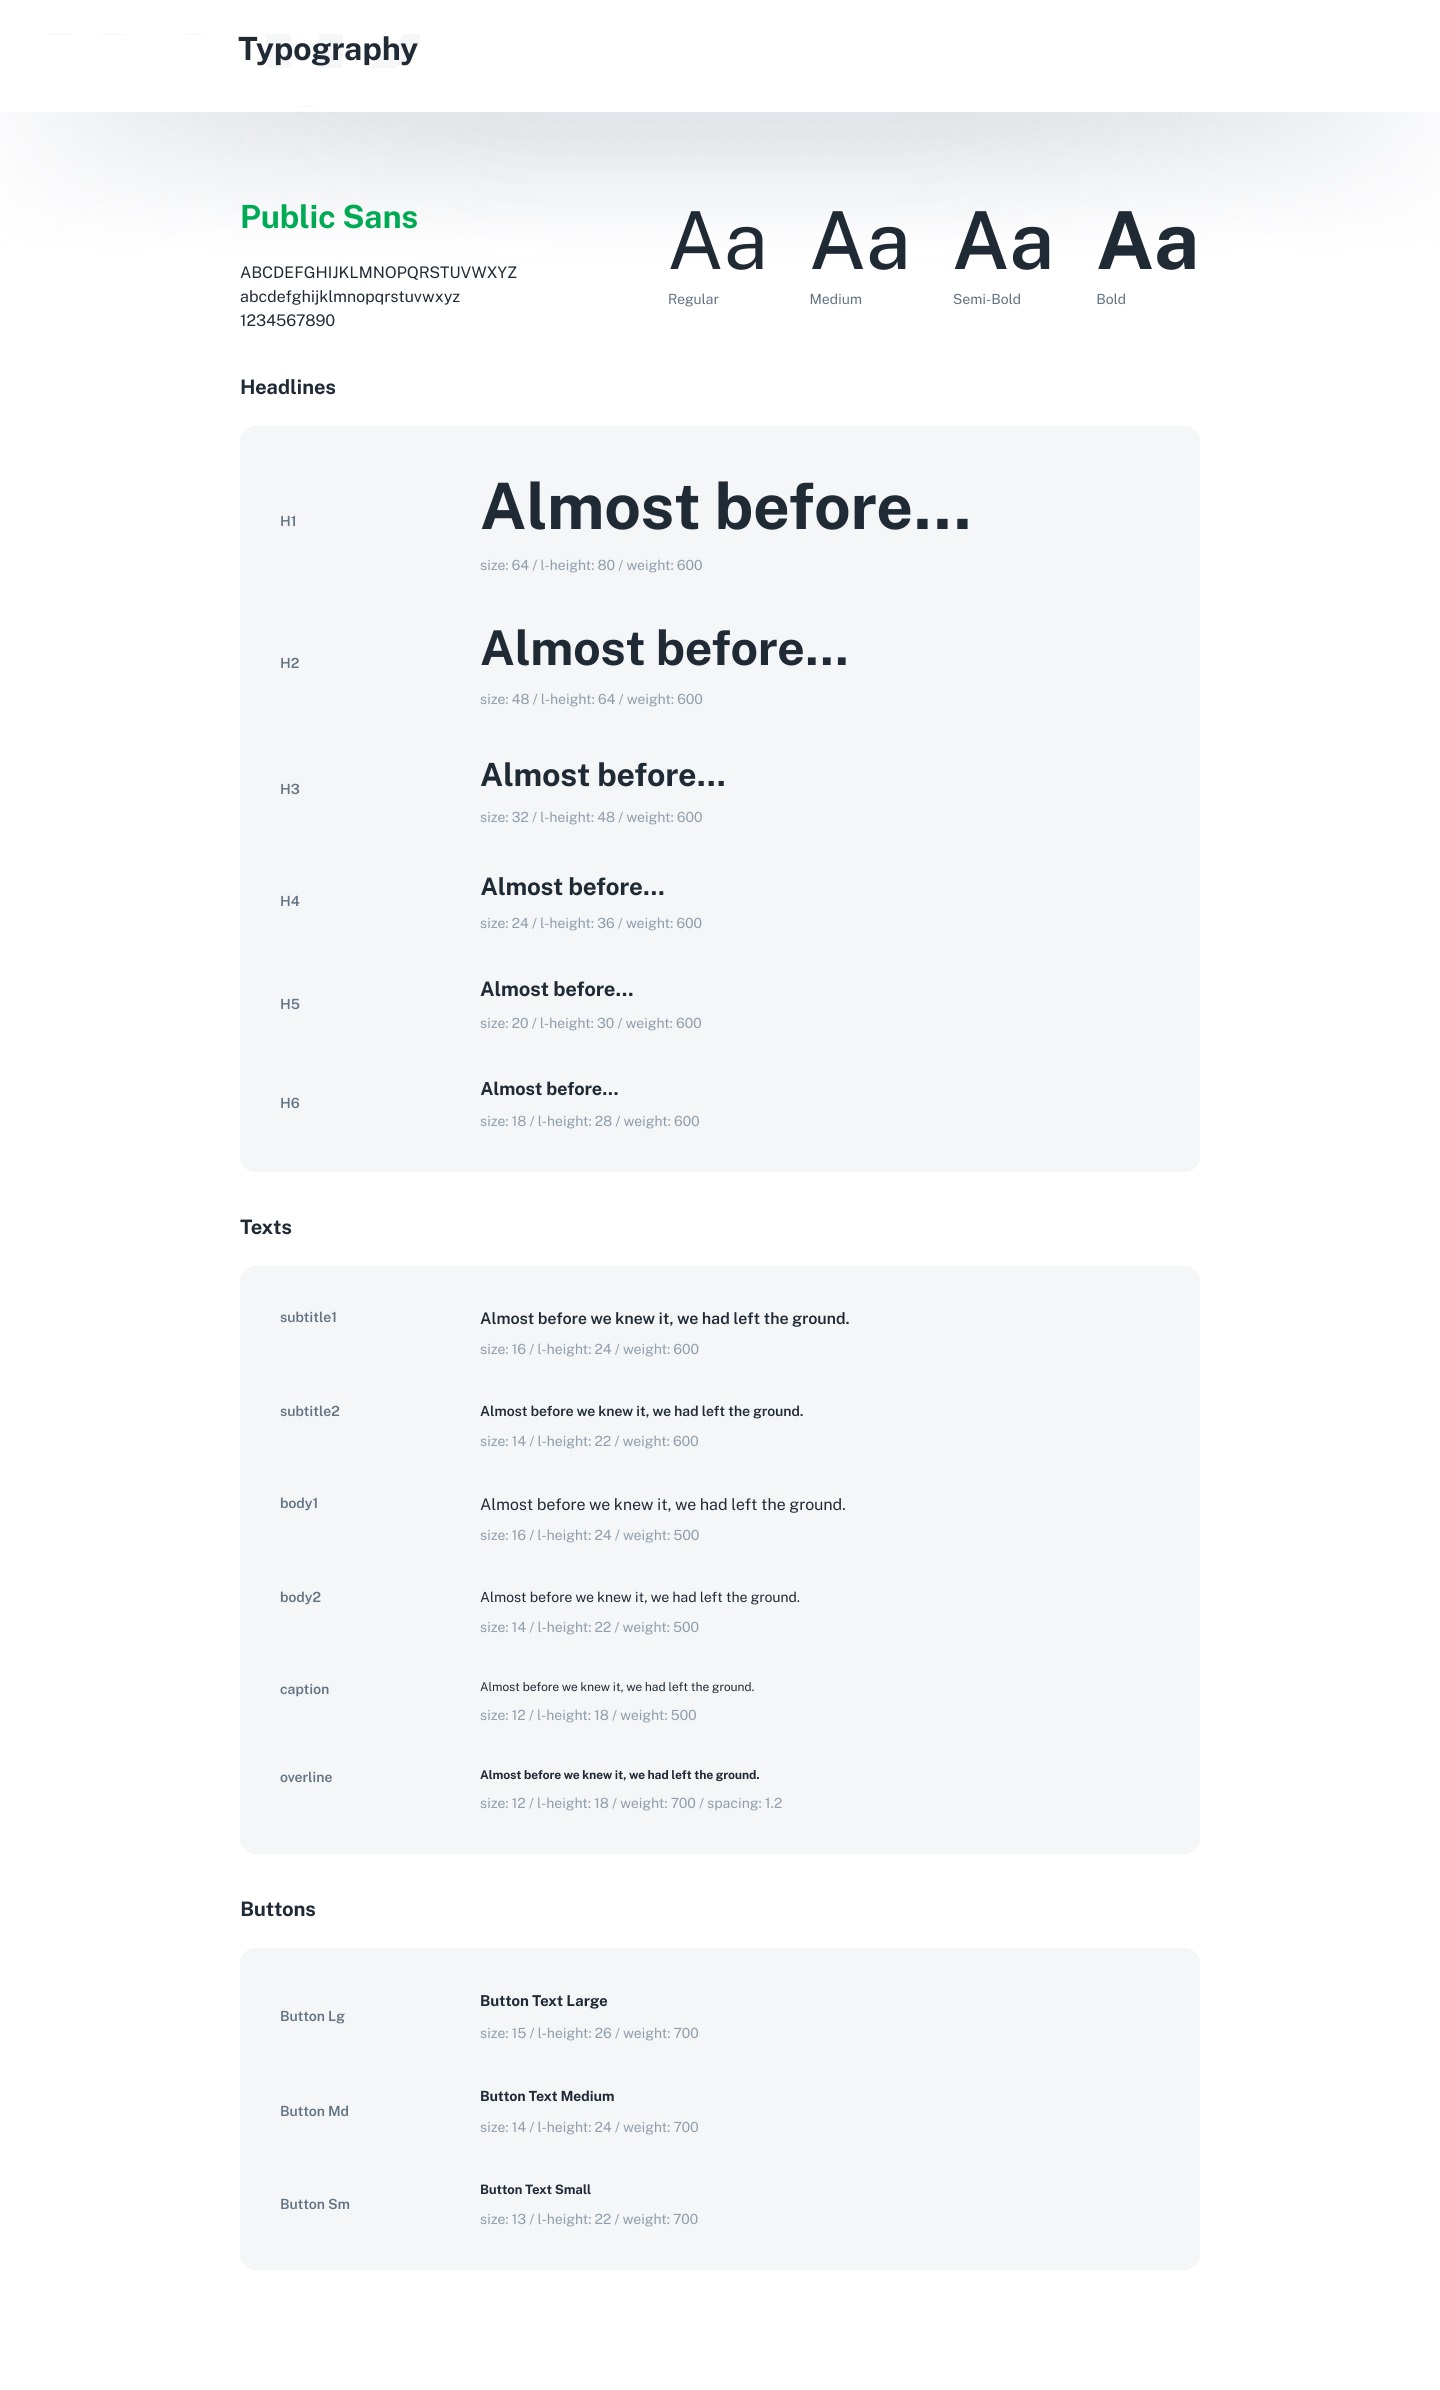 Typography
Public Sans
ABCDEFGHIJKLMNOPQRSTUVWXYZ
abcdefghijklmnopqrstuvwxyz
1234567890
Aa Aa Aa Aa
Regular Medium Semi-Bold Bold
Headlines
H1
Almost before...
size: 64 / l-height: 80 / weight: 600
H2
Almost before...
size: 48 / l-height: 64 / weight: 600
H3
Almost before...
size: 32 / l-height: 48 / weight: 600
H4
Almost before...
size: 24 / l-height: 36 / weight: 600
H5
Almost before...
size: 20 / l-height: 30 / weight: 600
H6
Almost before...
size: 18 / l-height: 28 / weight: 600
Texts
subtitle1
Almost before we knew it, we had left the ground.
size: 16 / l-height: 24 / weight: 600
subtitle2
Almost before we knew it, we had left the ground.
size: 14 / l-height: 22 / weight: 600
body1
Almost before we knew it, we had left the ground.
size: 16 / l-height: 24 / weight: 500
body2
Almost before we knew it, we had left the ground.
size: 14 / l-height: 22 / weight: 500
caption
Almost before we knew it, we had left the ground.
size: 12 / l-height: 18 / weight: 500
overline
Almost before we knew it, we had left the ground.
size: 12 / l-height: 18 / weight: 700 / spacing: 1.2
Buttons
Button Lg
Button Text Large
size: 15 / l-height: 26 / weight: 700
Button Md
Button Text Medium
size: 14 / l-height: 24 / weight: 700
Button Sm
Button Text Small
size: 13 / l-height: 22 / weight: 700